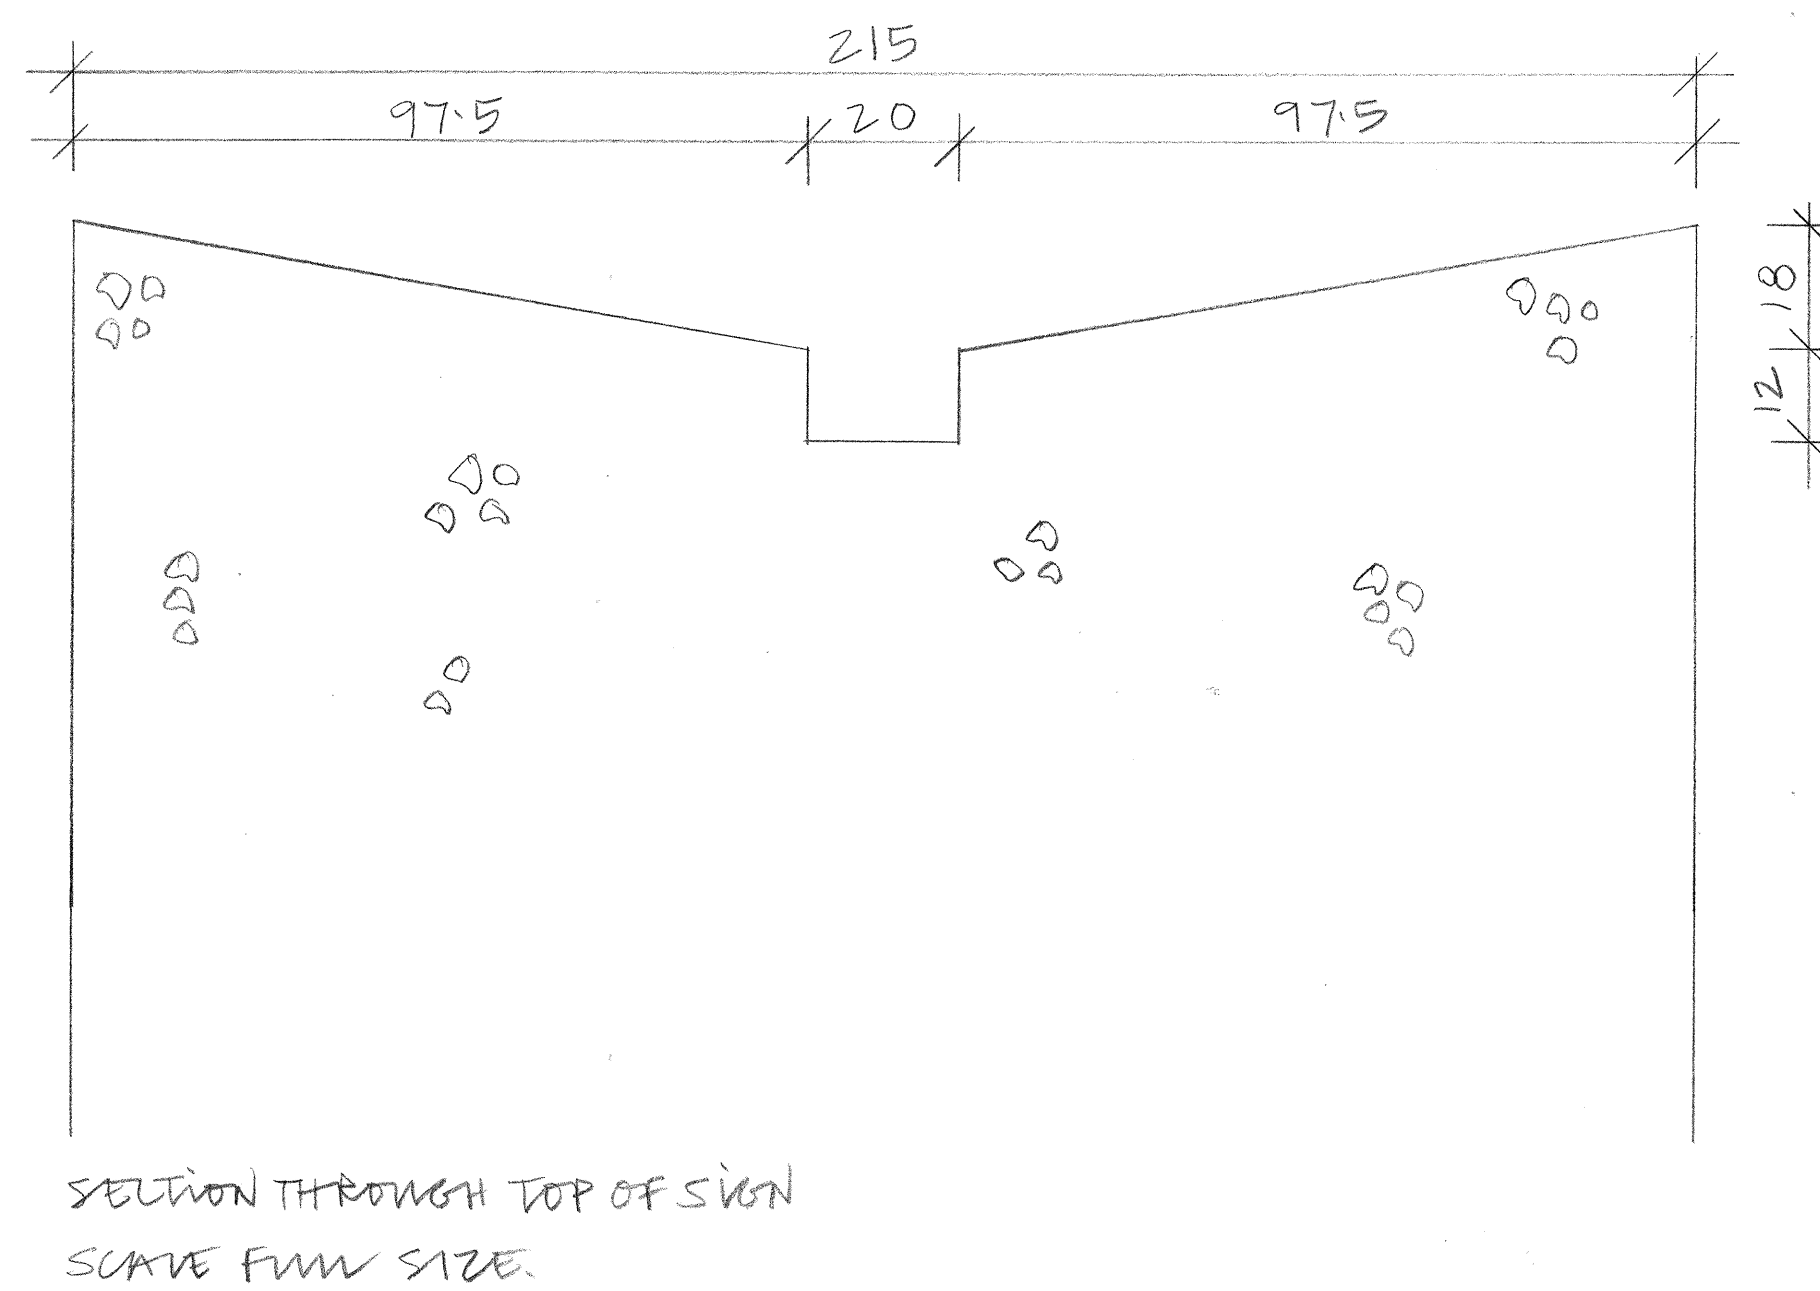 215
97.5 20 97.5
18
12
SECTION THROUGH TOP OF SIGN
SCALE FULL SIZE.